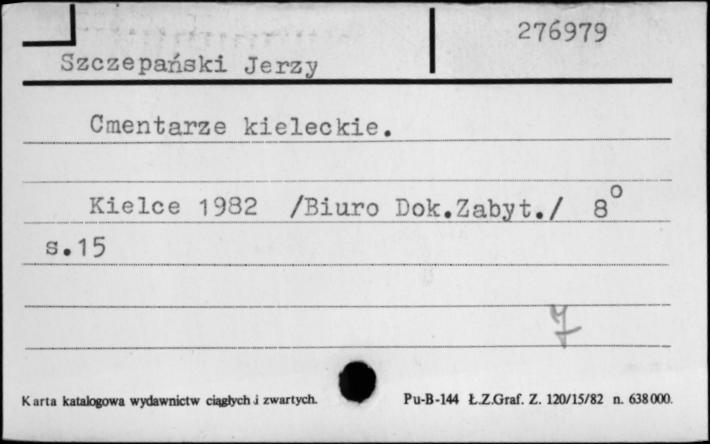 276979
Szczepański Jerzy
Cmentarze kieleckie.
Kielce 1982 /Biuro Dok.Zabyt./ 8°
s.15
Karta katalogowa wydawnictw ciągłych i zwartych.
Pu-B-144 Ł.Z.Graf. Z. 120/15/82 n. 638000.